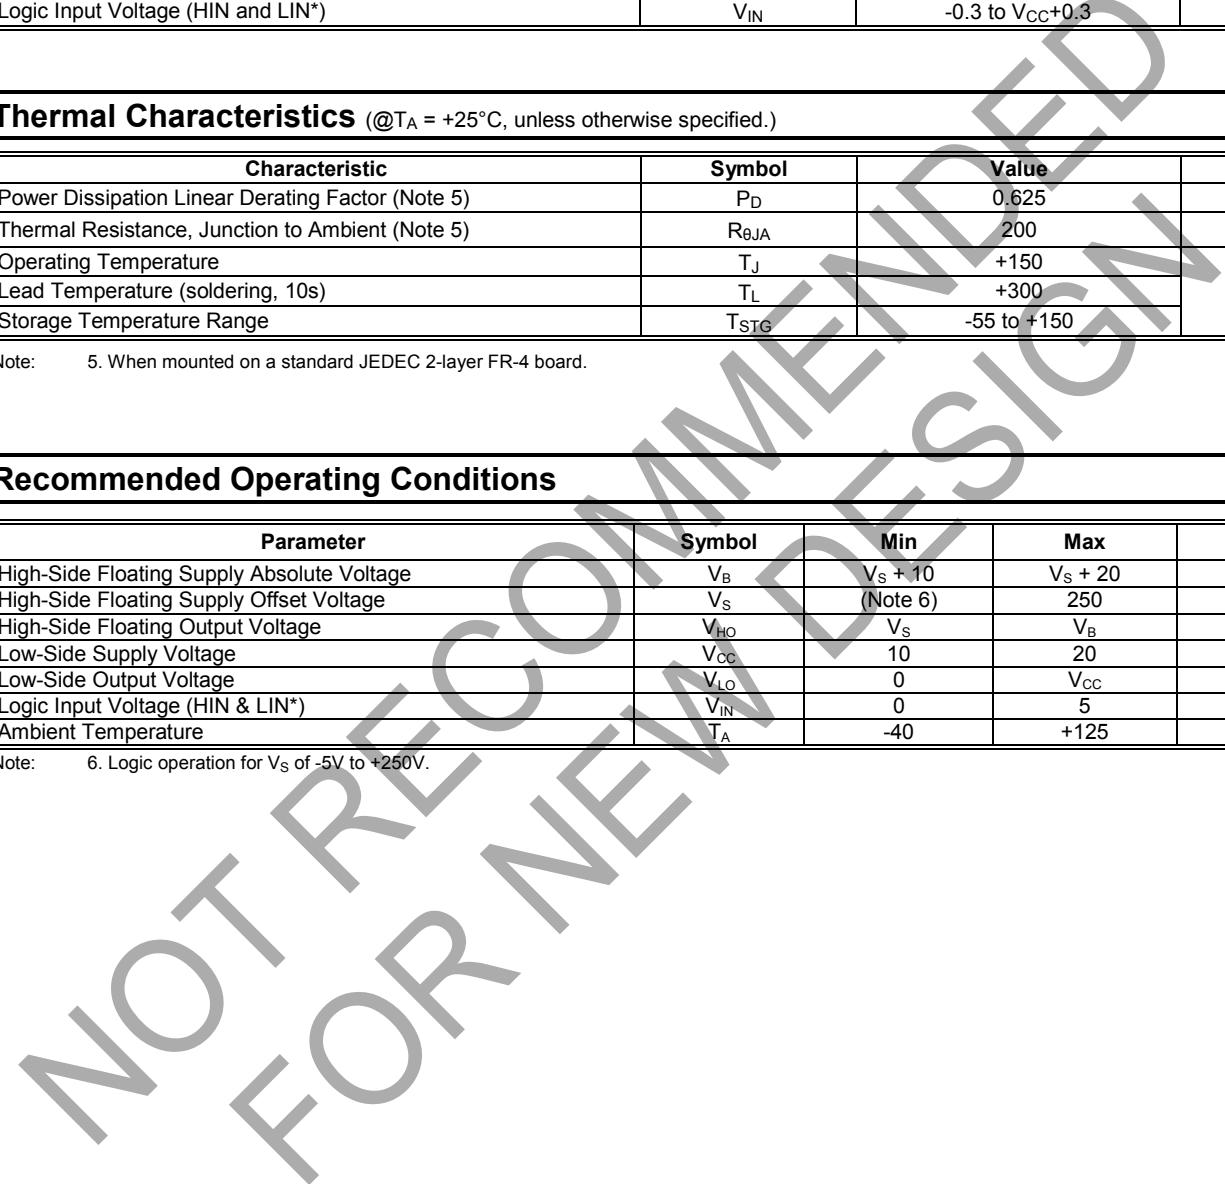 Logic Input Voltage (HIN and LIN*) VIN -0.3 to VCC+0.3
Thermal Characteristics (@TA = +25°C, unless otherwise specified.)
Characteristic Symbol Value
Power Dissipation Linear Derating Factor (Note 5) PD 0.625
Thermal Resistance, Junction to Ambient (Note 5) RθJA 200
Operating Temperature TJ +150
Lead Temperature (soldering, 10s) TL +300
Storage Temperature Range TSTG -55 to +150
Note: 5. When mounted on a standard JEDEC 2-layer FR-4 board.
Recommended Operating Conditions
Parameter Symbol Min Max
High-Side Floating Supply Absolute Voltage VB VS + 10 VS + 20
High-Side Floating Supply Offset Voltage VS (Note 6) 250
High-Side Floating Output Voltage VHO VS VB
Low-Side Supply Voltage VCC 10 20
Low-Side Output Voltage VLO 0 VCC
Logic Input Voltage (HIN & LIN*) VIN 0 5
Ambient Temperature TA -40 +125
Note: 6. Logic operation for VS of -5V to +250V.
NOT RECOMMENDED
FOR NEW DESIGN